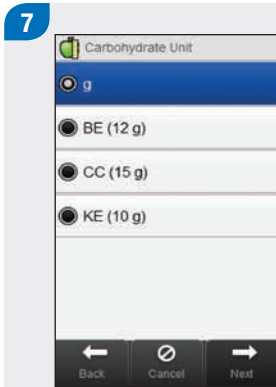 7
Carbohydrate Unit
g
BE (12 g)
CC (15 g)
KE (10 g)
Back Cancel Next